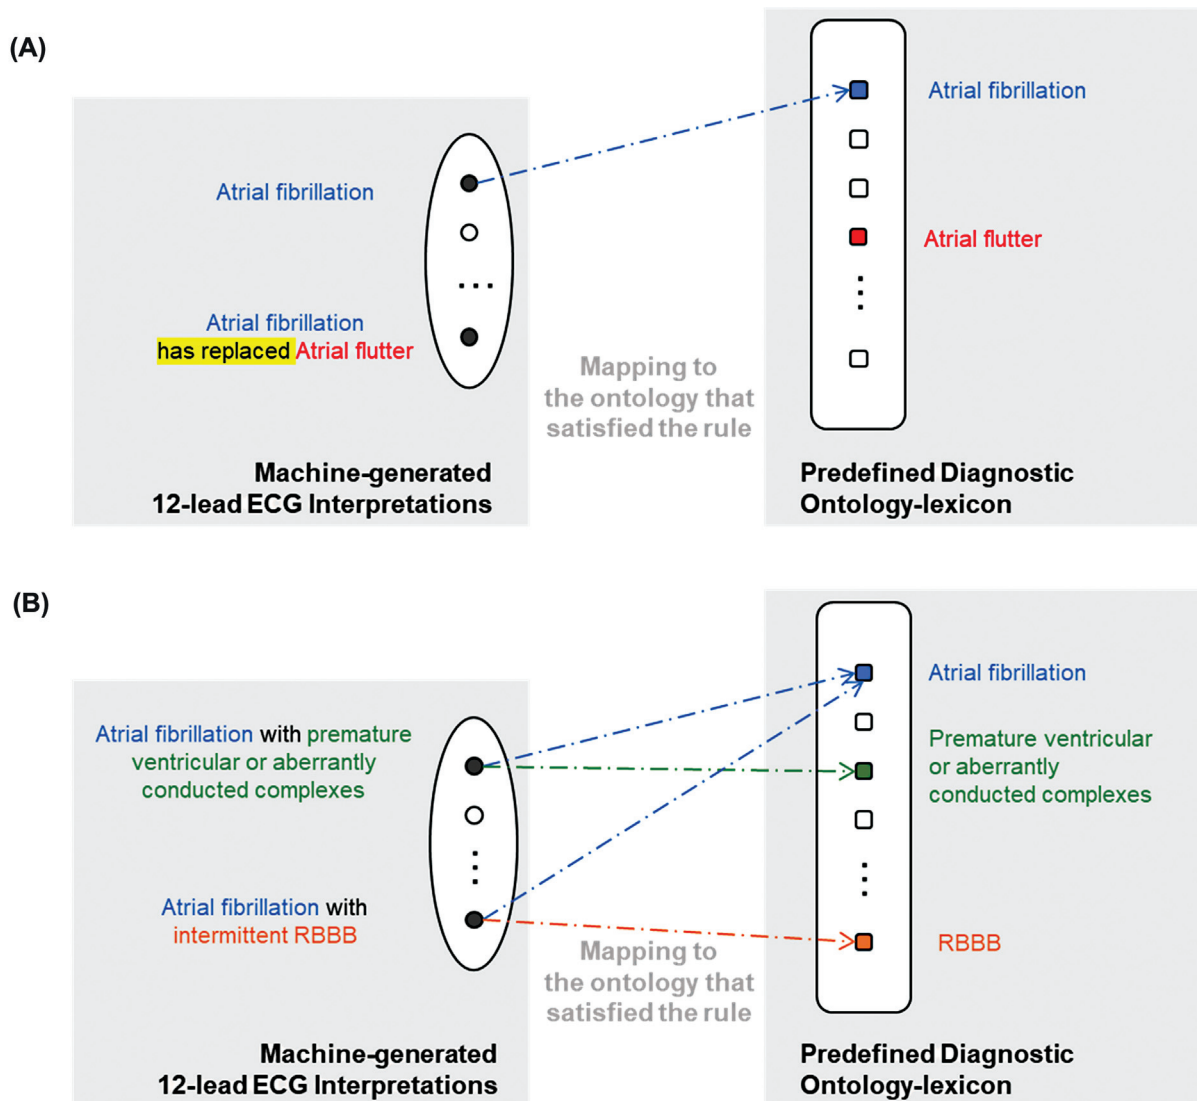 (A)
Atrial fibrillation
Atrial fibrillation
has replaced Atrial flutter
Machine-generated
12-lead ECG Interpretations
Mapping to
the ontology that
satisfied the rule
Atrial fibrillation
Atrial flutter
Predefined Diagnostic
Ontology-lexicon
(B)
Atrial fibrillation with premature
ventricular or aberrantly
conducted complexes
Atrial fibrillation with
intermittent RBBB
Machine-generated
12-lead ECG Interpretations
Mapping to
the ontology that
satisfied the rule
Atrial fibrillation
Premature ventricular
or aberrantly
conducted complexes
RBBB
Predefined Diagnostic
Ontology-lexicon